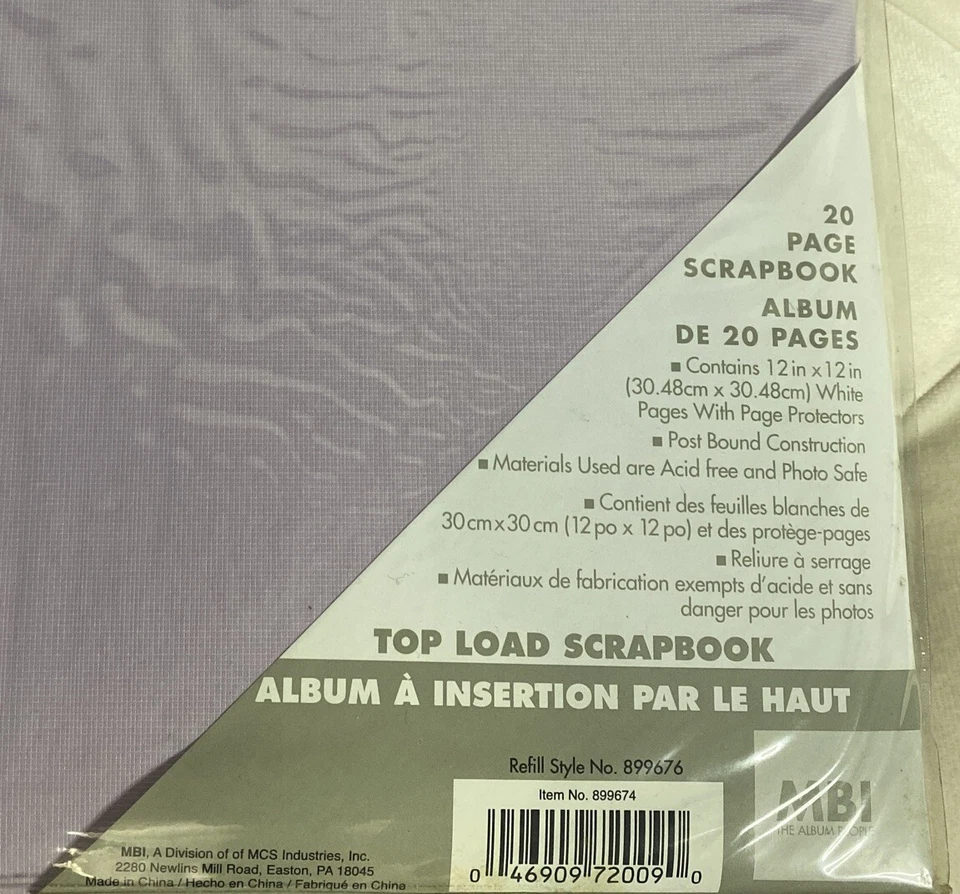 20
PAGE
SCRAPBOOK
ALBUM
DE 20 PAGES
■ Contains 12 in x 12 in
(30.48cm x 30.48cm) White
Pages With Page Protectors
■ Post Bound Construction
■ Materials Used are Acid free and Photo Safe
■ Contient des feuilles blanches de
30 cm x 30 cm (12 po x 12 po) et des protège-pages
■ Reliure à serrage
■ Matériaux de fabrication exempts d'acide et sans
danger pour les photos
TOP LOAD SCRAPBOOK
ALBUM À INSERTION PAR LE HAUT
Refill Style No. 899676
Item No. 899674
0 46909 72009 0
MBI
THE ALBUM PEOPLE
MBI, A Division of of MCS Industries, Inc.
2280 Newlins Mill Road, Easton, PA 18045
Made in China / Hecho en China / Fabriqué en China